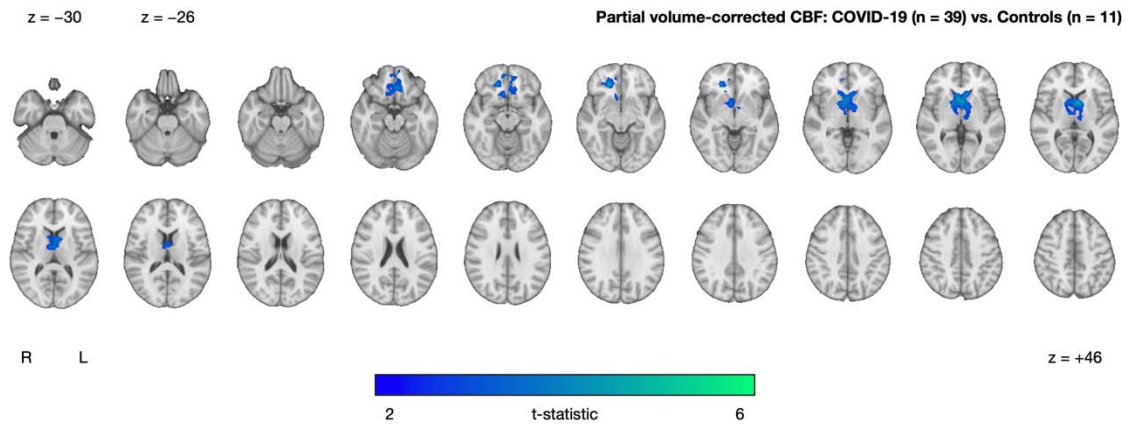 z = −30
z = −26
Partial volume-corrected CBF: COVID-19 (n = 39) vs. Controls (n = 11)
R
L
z = +46
2
t-statistic
6